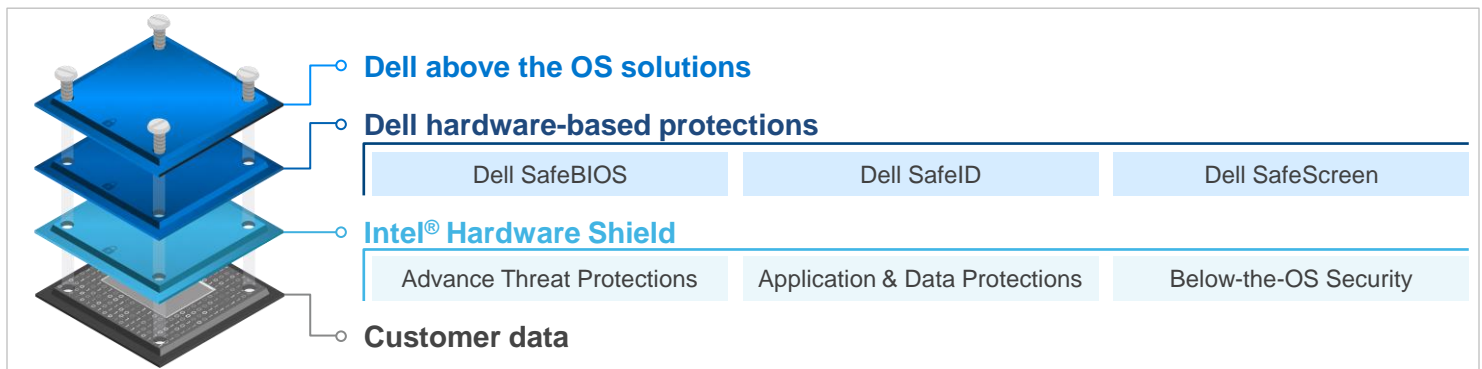 Dell above the OS solutions
Dell hardware-based protections
Dell SafeBIOS Dell SafeID Dell SafeScreen
Intel® Hardware Shield
Advance Threat Protections Application & Data Protections Below-the-OS Security
Customer data